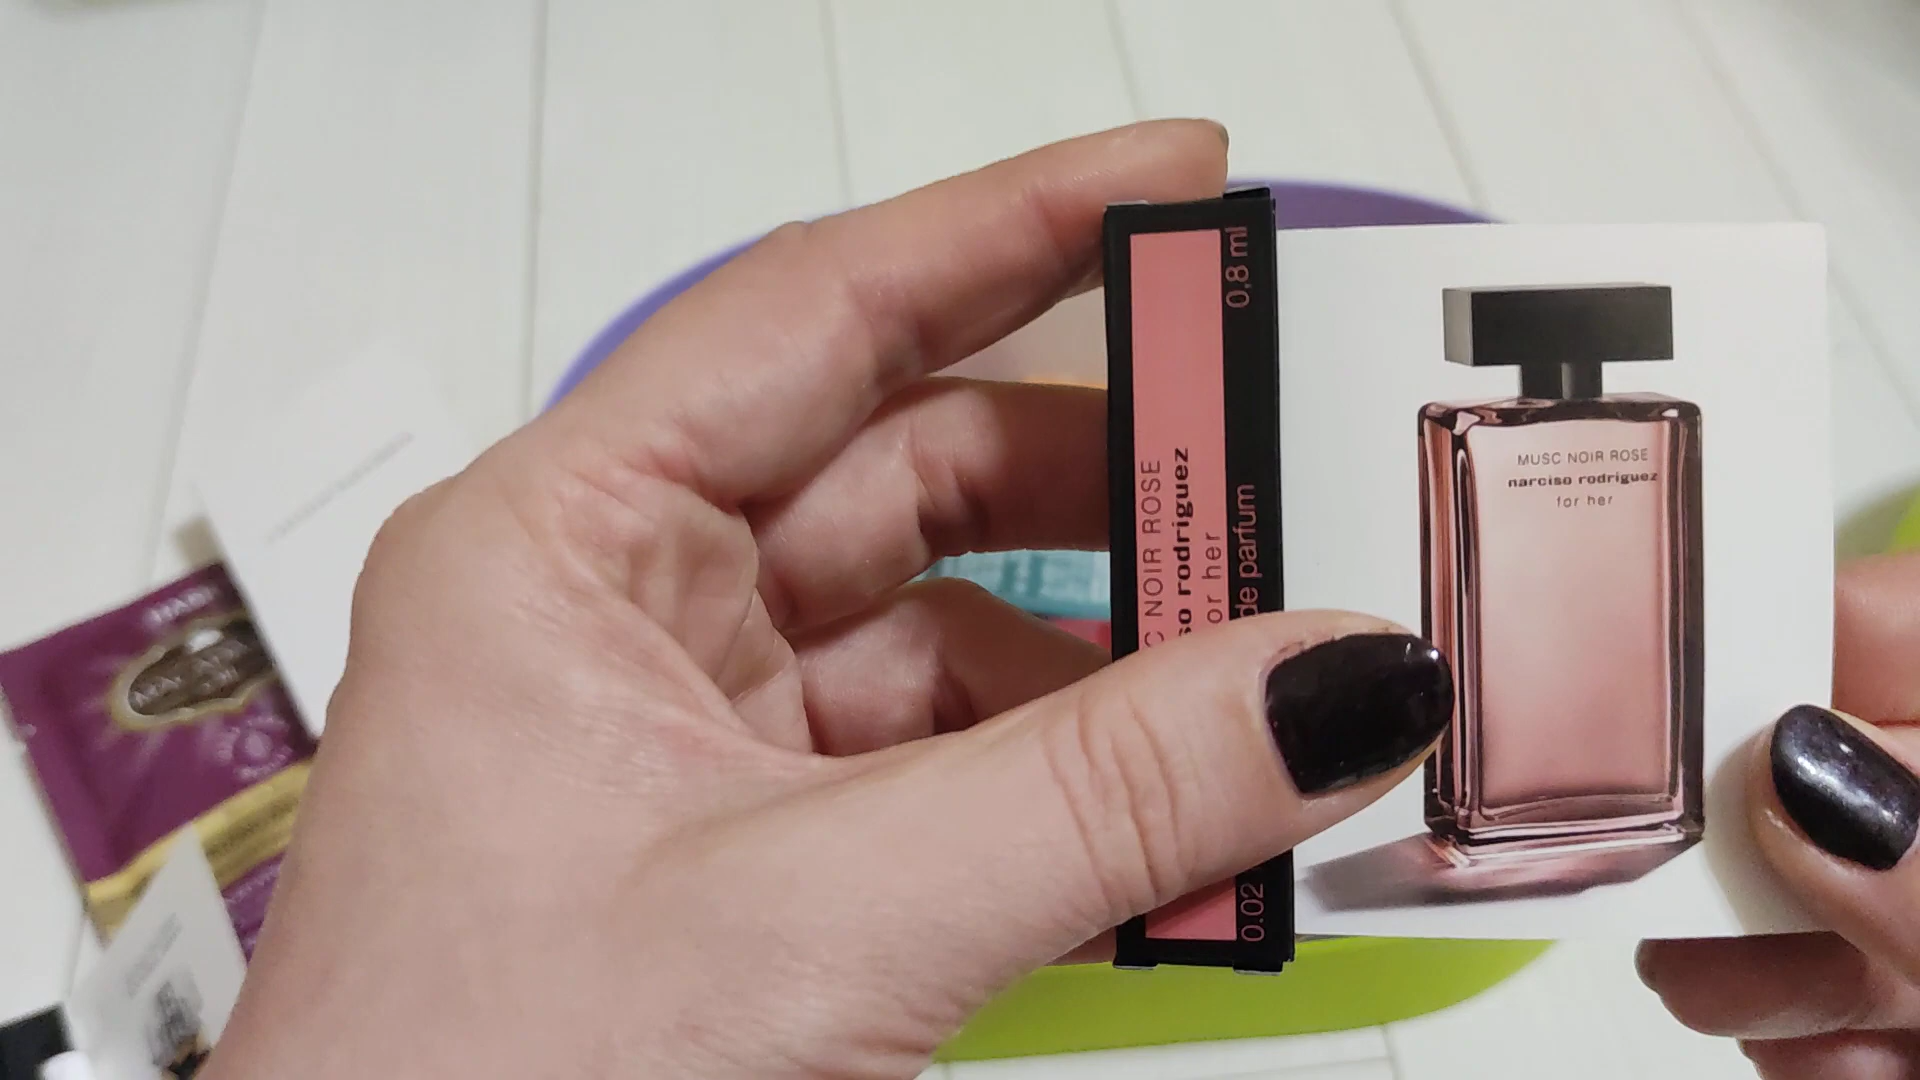 C NOIR ROSE
so rodriguez
or her
de parfum
0,8 ml
0.02
MUSC NOIR ROSE
narciso rodriguez
for her